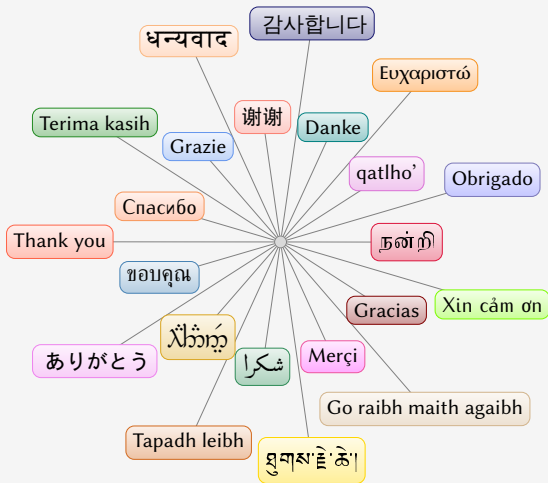 감사합니다
धन्यवाद
Ευχαριστώ
谢谢
Terima kasih
Danke
Grazie
qatlho’
Obrigado
Спасибо
Thank you
நன்றி
ขอบคุณ
Xin cảm ơn
Gracias
ありがとう
شكرا
Merçi
Go raibh maith agaibh
Tapadh leibh
ཐུགས་རྗེ་ཆེ་།